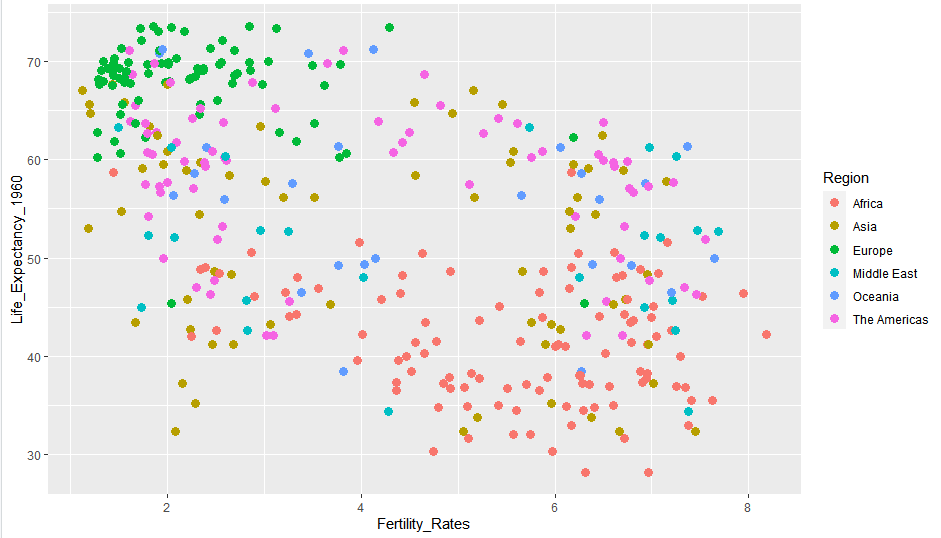 Life_Expectancy_1960
70
60
50
40
30
2
4
6
8
Fertility_Rates
Region
Africa
Asia
Europe
Middle East
Oceania
The Americas